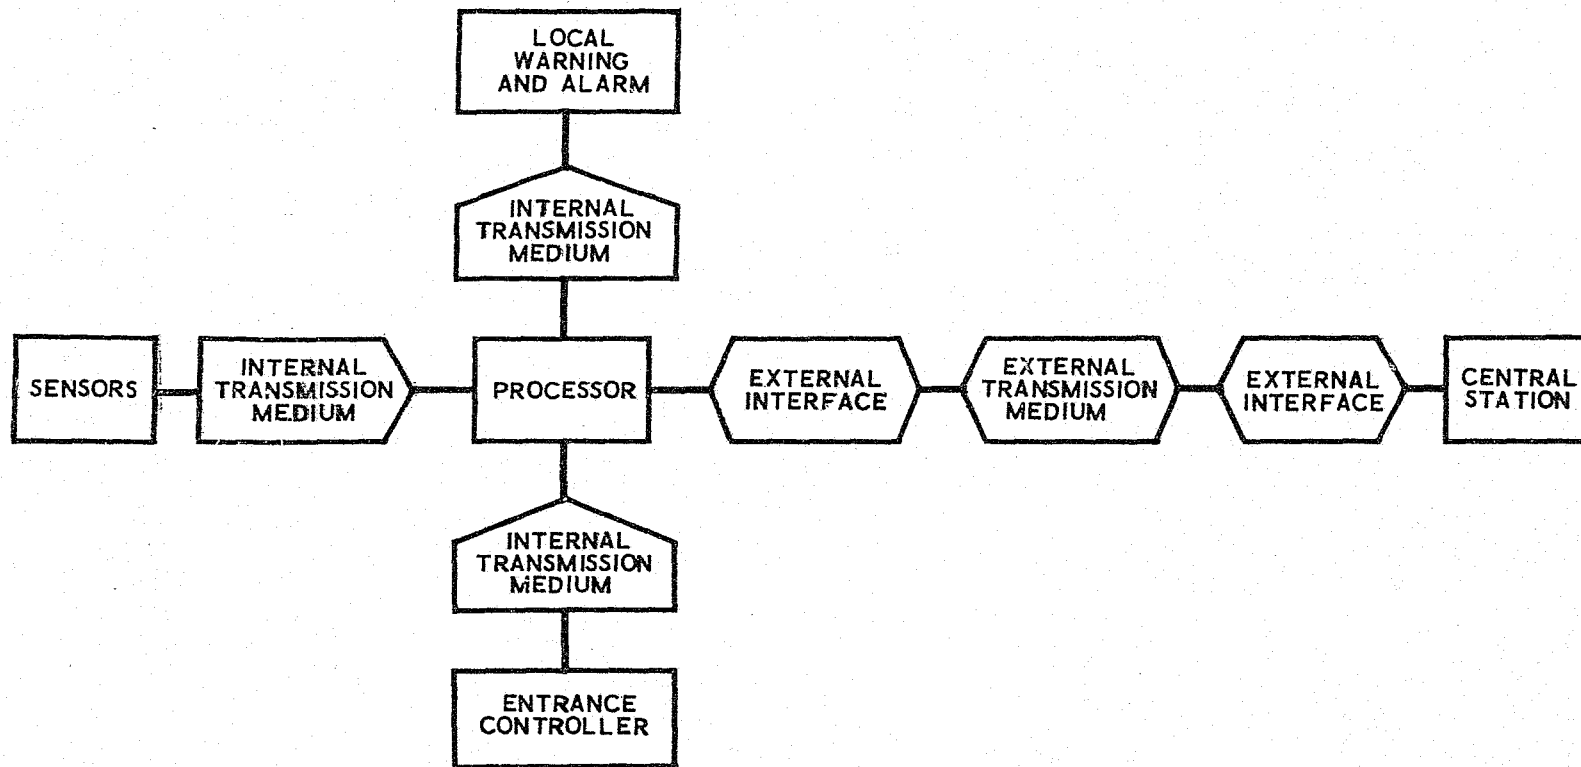 LOCAL
WARNING
AND ALARM
INTERNAL
TRANSMISSION
MEDIUM
SENSORS
INTERNAL
TRANSMISSION
MEDIUM
PROCESSOR
EXTERNAL
INTERFACE
EXTERNAL
TRANSMISSION
MEDIUM
EXTERNAL
INTERFACE
CENTRAL
STATION
INTERNAL
TRANSMISSION
MEDIUM
ENTRANCE
CONTROLLER